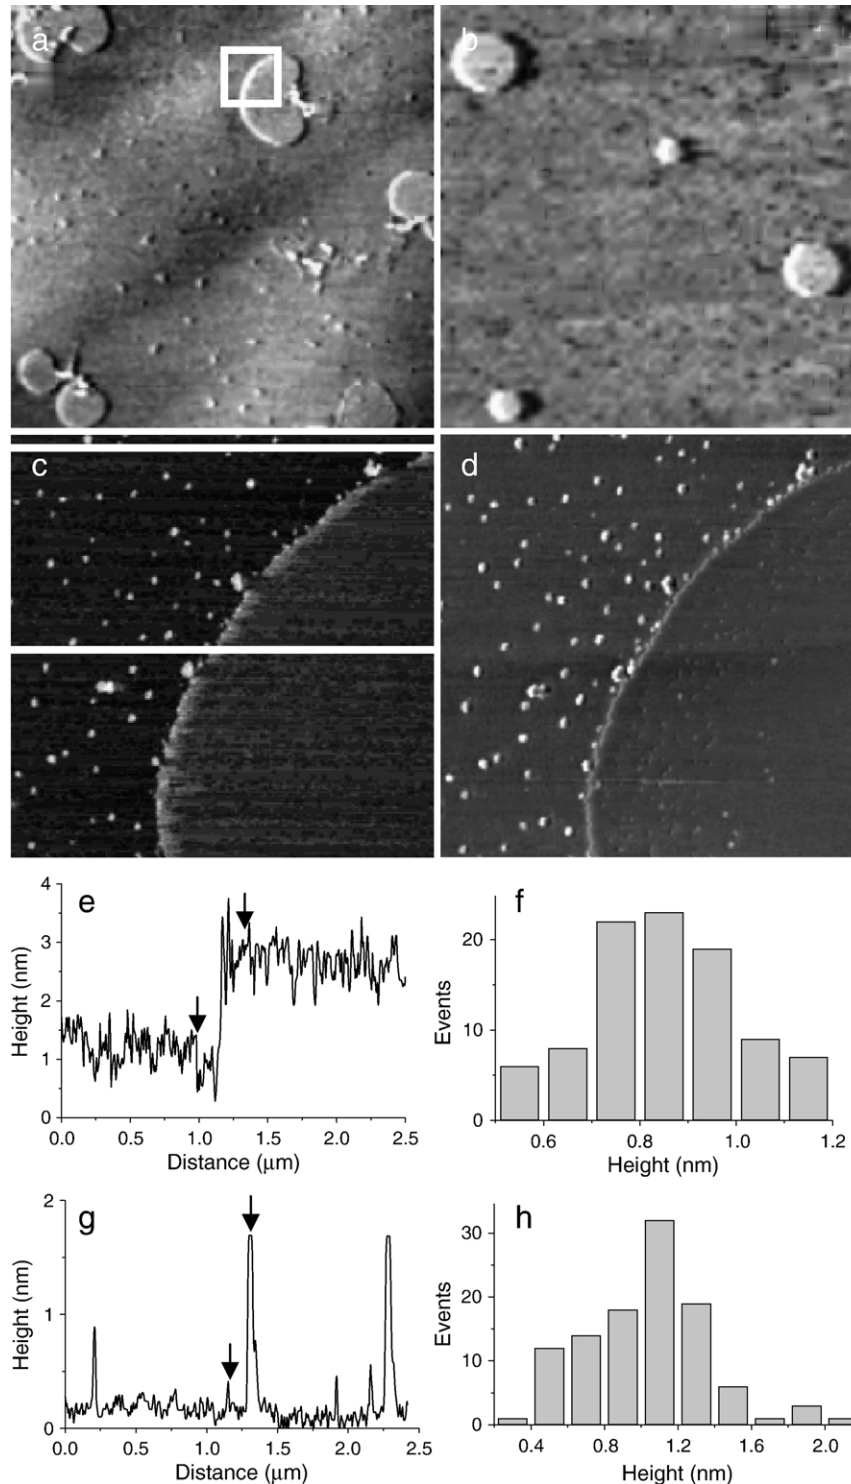 a
b
c
d
e
4
3
2
1
0
Height (nm)
0.0 0.5 1.0 1.5 2.0 2.5
Distance (μm)
f
20
10
0
Events
0.6 0.8 1.0 1.2
Height (nm)
g
2
1
0
Height (nm)
0.0 0.5 1.0 1.5 2.0 2.5
Distance (μm)
h
30
20
10
0
Events
0.4 0.8 1.2 1.6 2.0
Height (nm)